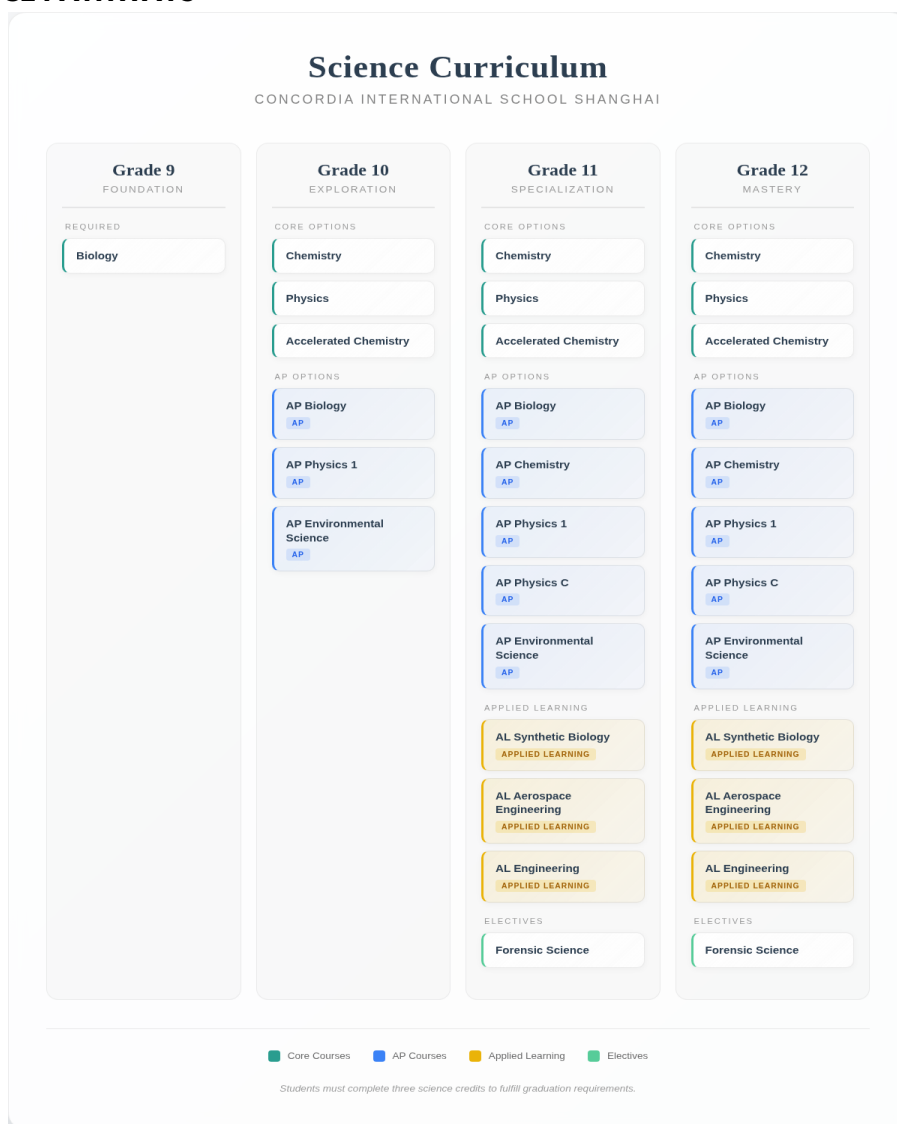 Science Curriculum
CONCORDIA INTERNATIONAL SCHOOL SHANGHAI
Grade 9
FOUNDATION
REQUIRED
Biology
Grade 10
EXPLORATION
CORE OPTIONS
Chemistry
Physics
Accelerated Chemistry
AP OPTIONS
AP Biology
AP
AP Physics 1
AP
AP Environmental
Science
AP
Grade 11
SPECIALIZATION
CORE OPTIONS
Chemistry
Physics
Accelerated Chemistry
AP OPTIONS
AP Biology
AP
AP Chemistry
AP
AP Physics 1
AP
AP Physics C
AP
AP Environmental
Science
AP
APPLIED LEARNING
AL Synthetic Biology
APPLIED LEARNING
AL Aerospace
Engineering
APPLIED LEARNING
AL Engineering
APPLIED LEARNING
ELECTIVES
Forensic Science
Grade 12
MASTERY
CORE OPTIONS
Chemistry
Physics
Accelerated Chemistry
AP OPTIONS
AP Biology
AP
AP Chemistry
AP
AP Physics 1
AP
AP Physics C
AP
AP Environmental
Science
AP
APPLIED LEARNING
AL Synthetic Biology
APPLIED LEARNING
AL Aerospace
Engineering
APPLIED LEARNING
AL Engineering
APPLIED LEARNING
ELECTIVES
Forensic Science
Core Courses
AP Courses
Applied Learning
Electives
Students must complete three science credits to fulfill graduation requirements.